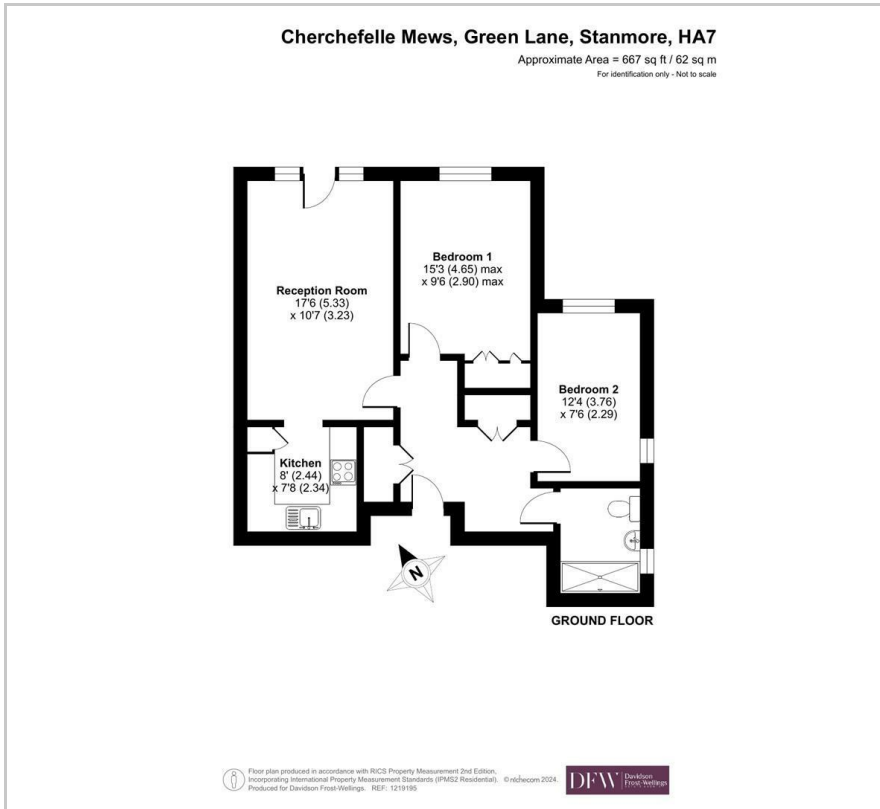 Cherchefelle Mews, Green Lane, Stanmore, HA7
Approximate Area = 667 sq ft / 62 sq m
For identification only - Not to scale
Bedroom 1
15'3 (4.65) max
x 9'6 (2.90) max
Reception Room
17'6 (5.33)
x 10'7 (3.23)
Bedroom 2
12'4 (3.76)
x 7'6 (2.29)
Kitchen
8' (2.44)
x 7'8 (2.34)
N
GROUND FLOOR
Floor plan produced in accordance with RICS Property Measurement 2nd Edition,
Incorporating International Property Measurement Standards (IPMS2 Residential). © nichecom 2024.
Produced for Davidson Frost-Wellings. REF: 1219195
DFW
Davidson
Frost-Wellings